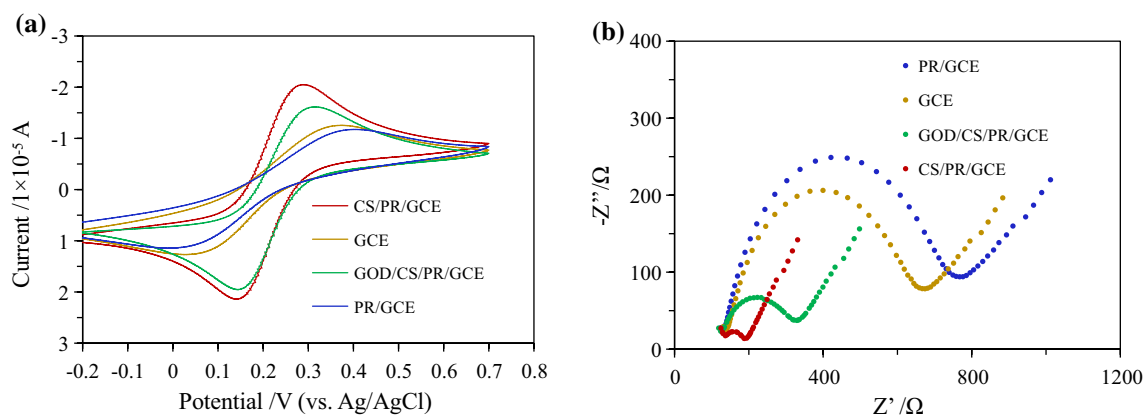 (a)
-3
-2
-1
0
1
2
3
Current /1×10⁻⁵ A
CS/PR/GCE
GCE
GOD/CS/PR/GCE
PR/GCE
-0.2 -0.1 0 0.1 0.2 0.3 0.4 0.5 0.6 0.7 0.8
Potential /V (vs. Ag/AgCl)
(b)
400
300
200
100
0
-Z’’/Ω
PR/GCE
GCE
GOD/CS/PR/GCE
CS/PR/GCE
0 400 800 1200
Z’ /Ω